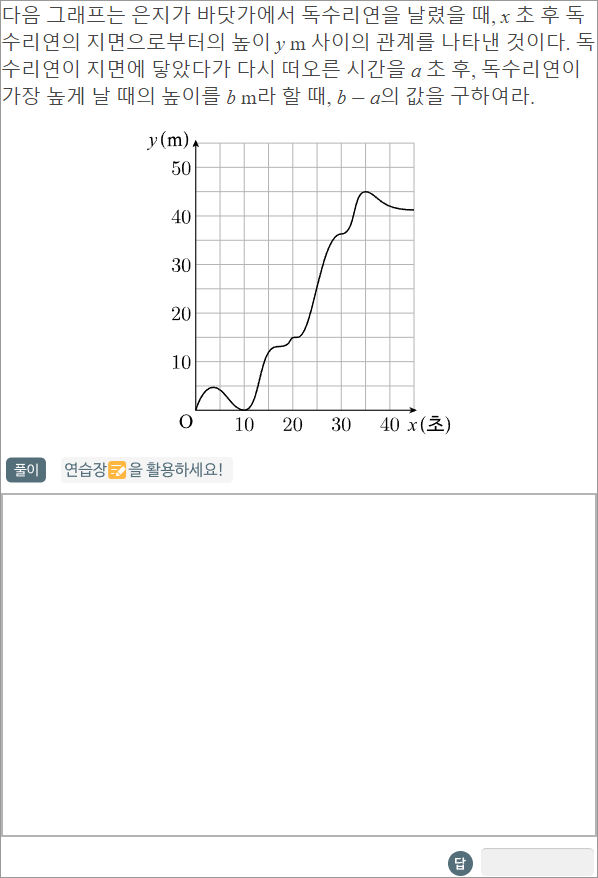 다음 그래프는 은지가 바닷가에서 독수리연을 날렸을 때, x 초 후 독
수리연의 지면으로부터의 높이 y m 사이의 관계를 나타낸 것이다. 독
수리연이 지면에 닿았다가 다시 떠오른 시간을 a 초 후, 독수리연이
가장 높게 날 때의 높이를 b m라 할 때, b − a의 값을 구하여라.
y(m)
50
40
30
20
10
O 10 20 30 40 x(초)
풀이 연습장을 활용하세요!
답